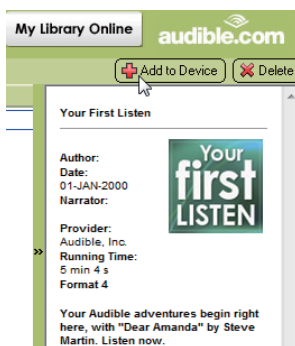 My Library Online
audible.com
Add to Device
Delete
Your First Listen
Your
first
LISTEN
Author:
Date:
01-JAN-2000
Narrator:
Provider:
Audible, Inc.
Running Time:
5 min 4 s
Format 4
»
Your Audible adventures begin right
here, with "Dear Amanda" by Steve
Martin. Listen now.